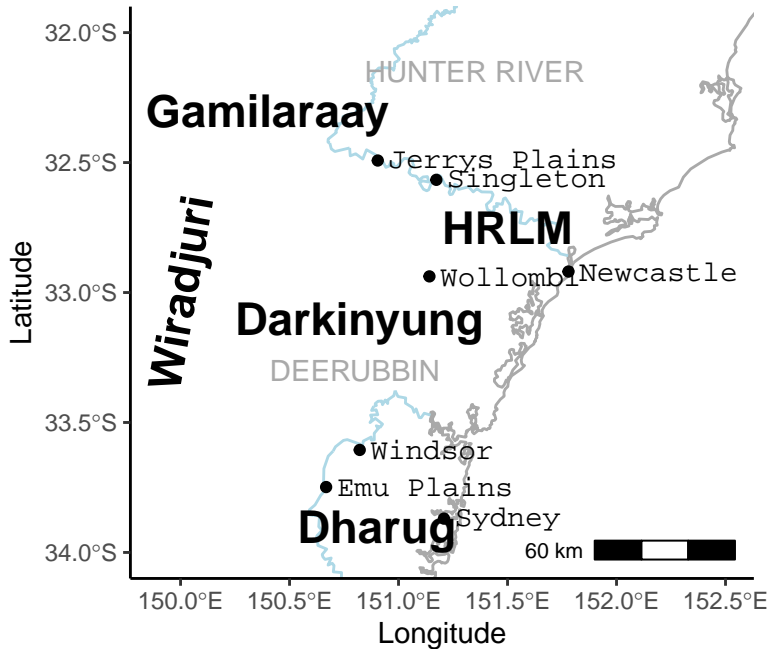 32.0°S
HUNTER RIVER
Gamilaraay
32.5°S
Jerrys Plains
Singleton
Wiradjuri
HRLM
Latitude
33.0°S
Wollombi
Newcastle
Darkinyung
DEERUBBIN
33.5°S
Windsor
Emu Plains
Dharug
Sydney
34.0°S
60 km
150.0°E 150.5°E 151.0°E 151.5°E 152.0°E 152.5°E
Longitude